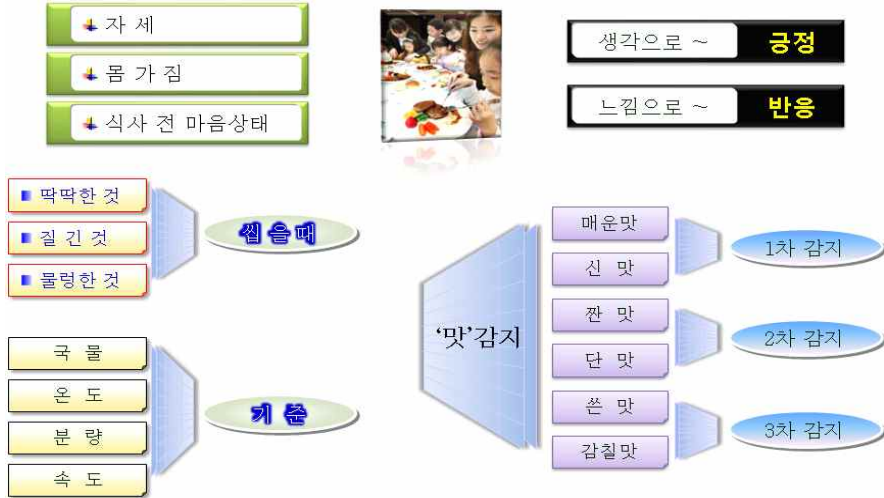 자 세
몸 가 짐
식사 전 마음상태
생각으로 ~ 긍정
느낌으로 ~ 반응
딱딱한 것
질 긴 것
물렁한 것
씹을때
국 물
온 도
분 량
속 도
기 준
‘맛’감지
매운맛
신 맛
짠 맛
단 맛
쓴 맛
감칠맛
1차 감지
2차 감지
3차 감지